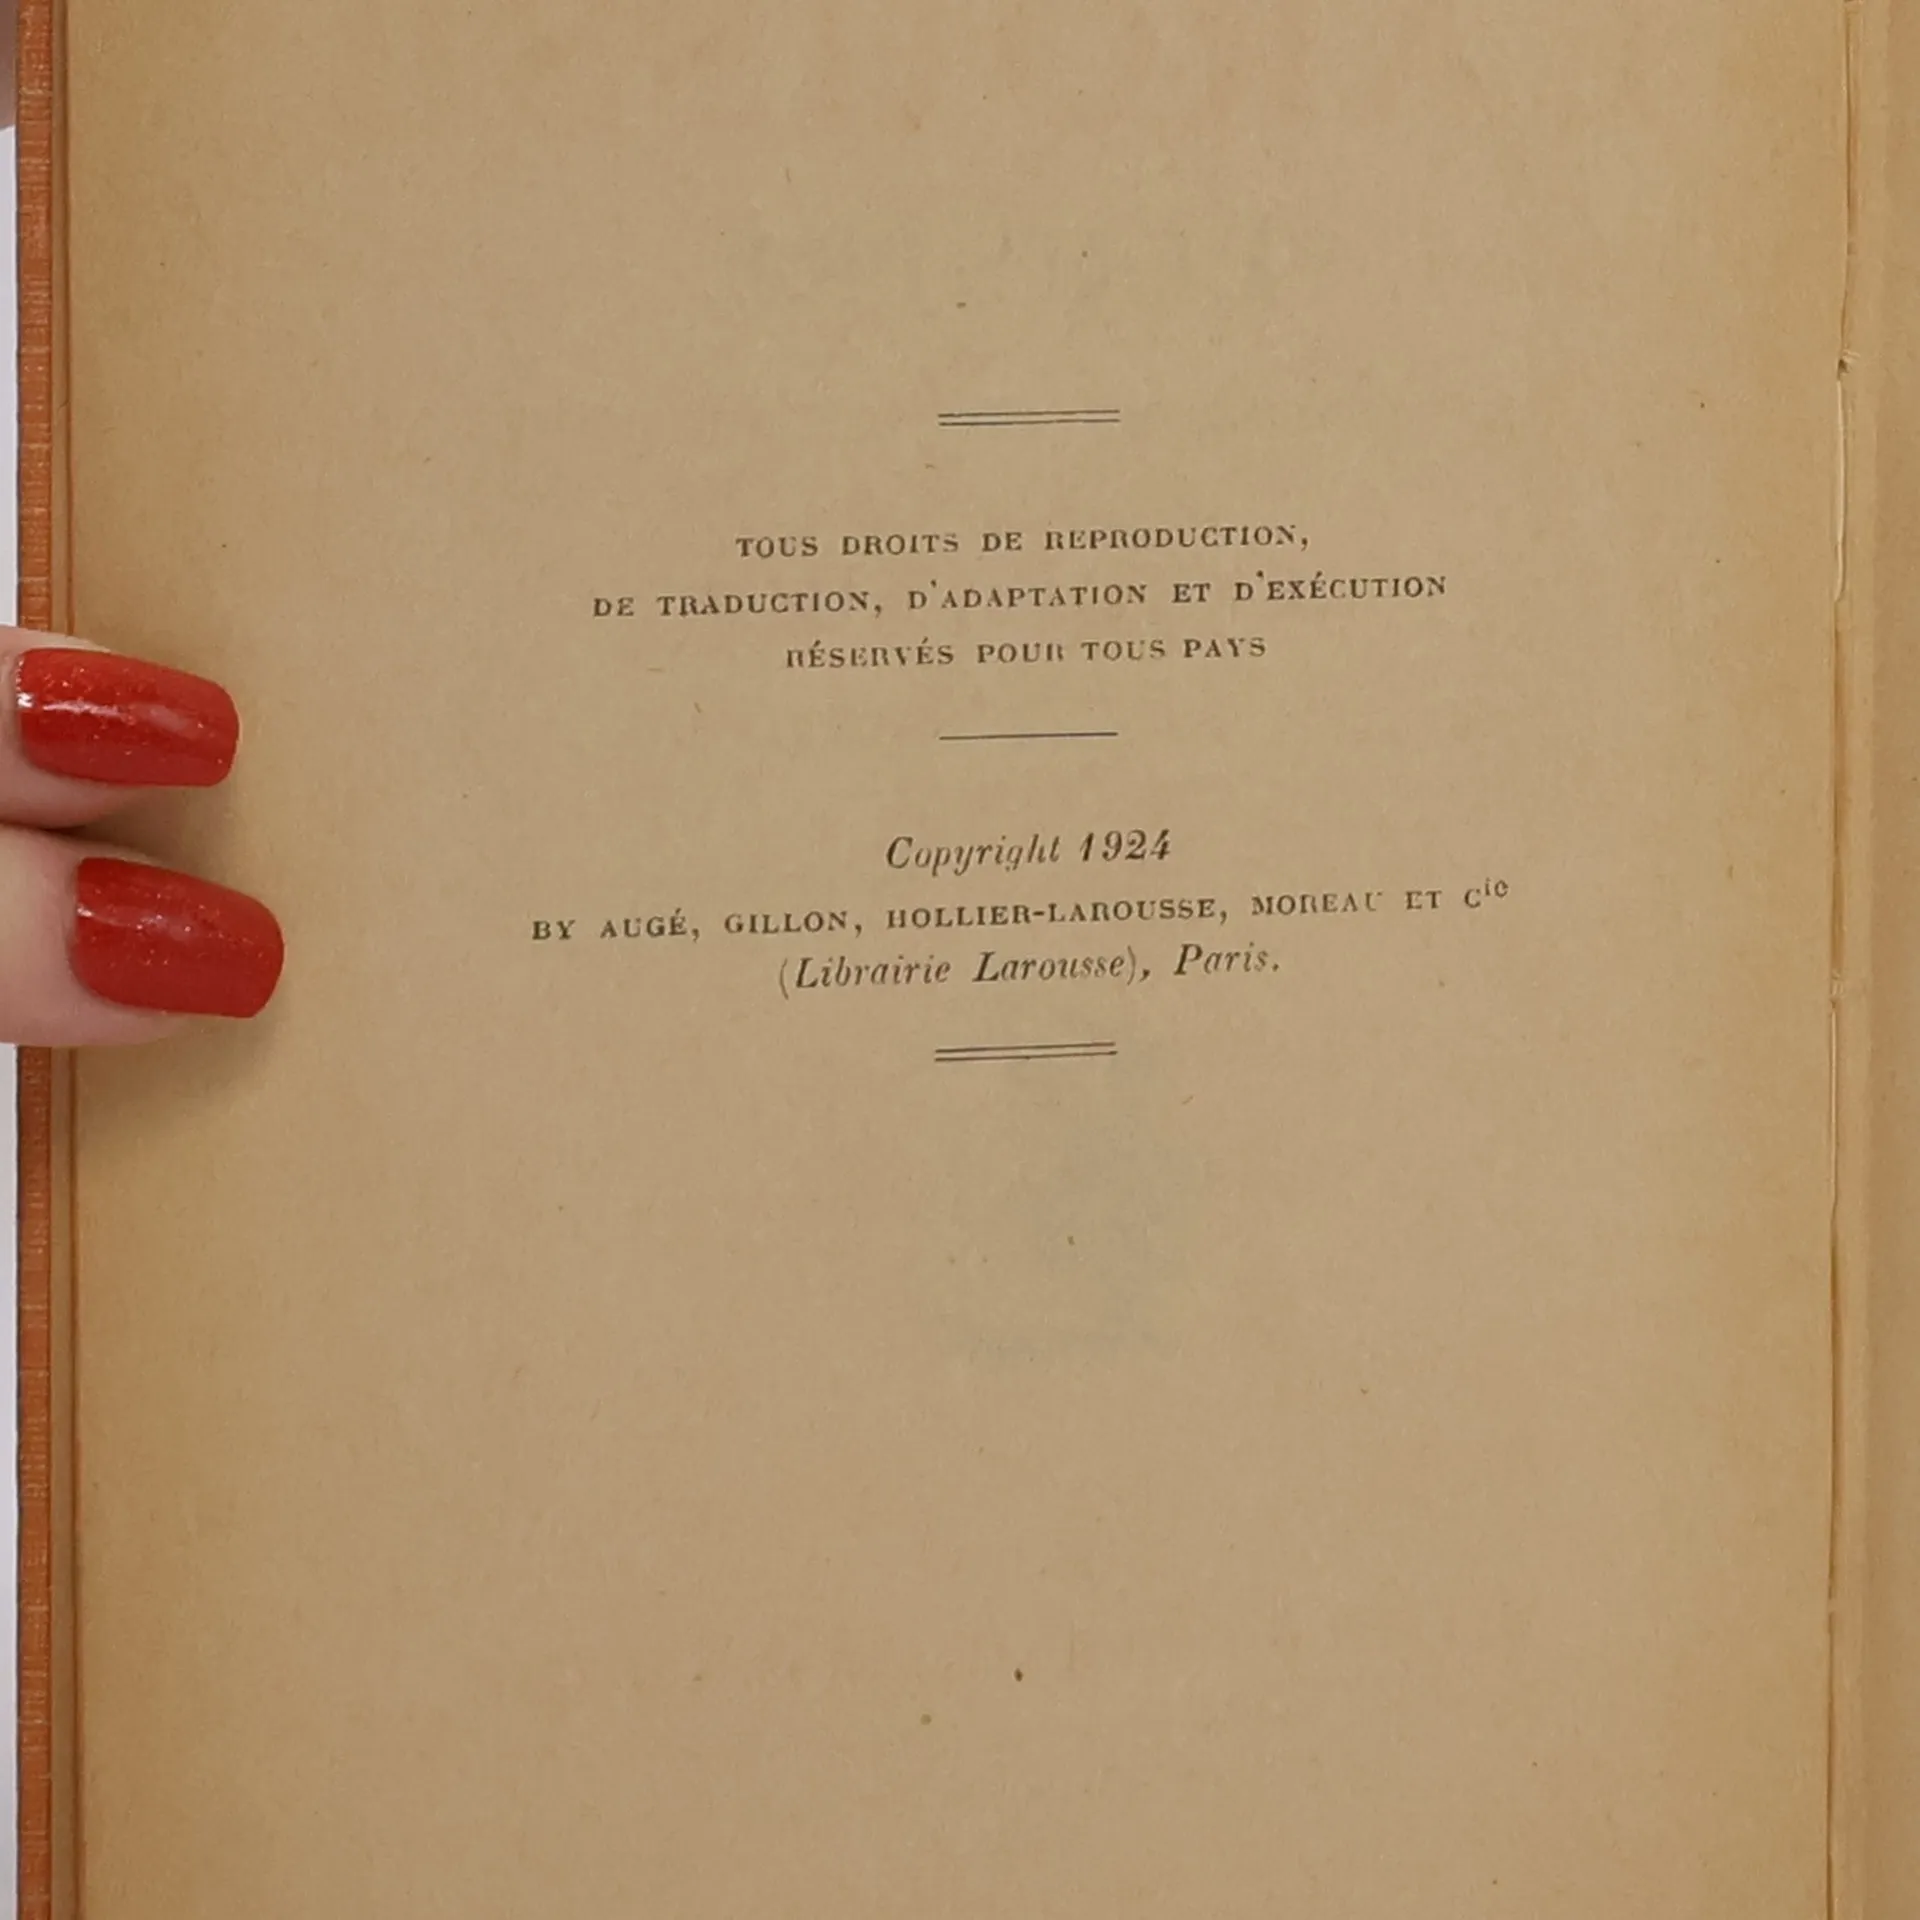 TOUS DROITS DE REPRODUCTION,
DE TRADUCTION, D'ADAPTATION ET D'EXÉCUTION
RÉSERVÉS POUR TOUS PAYS
Copyright 1924
BY AUGÉ, GILLON, HOLLIER-LAROUSSE, MOREAU ET Cie
(Librairie Larousse), Paris.